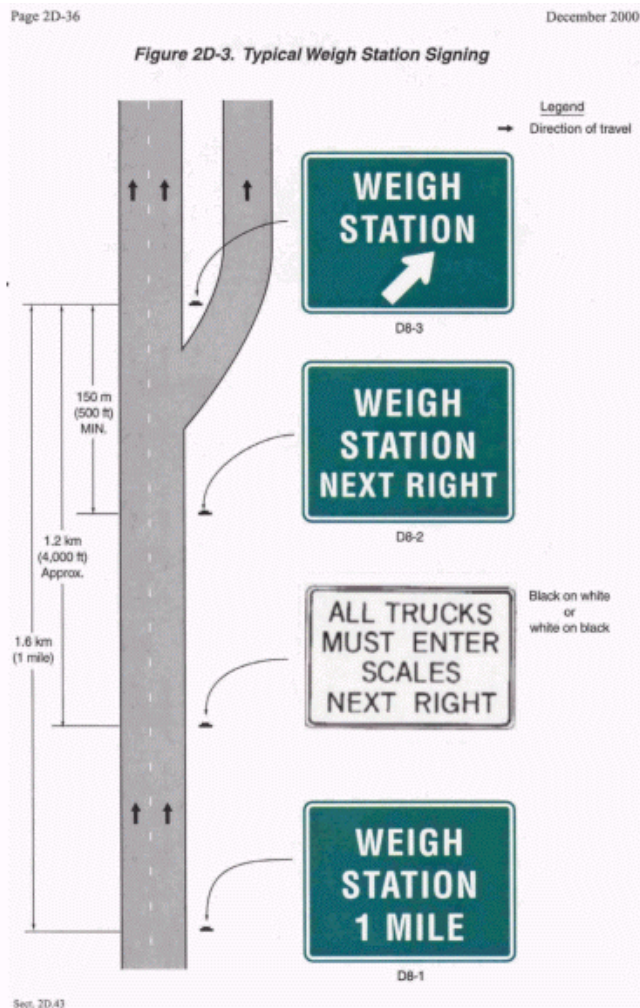 Page 2D-36
December 2000
Figure 2D-3. Typical Weigh Station Signing
Legend
Direction of travel
WEIGH
STATION
D8-3
150 m
(500 ft)
MIN.
WEIGH
STATION
NEXT RIGHT
D8-2
1.2 km
(4,000 ft)
Approx.
ALL TRUCKS
MUST ENTER
SCALES
NEXT RIGHT
Black on white
or
white on black
1.6 km
(1 mile)
WEIGH
STATION
1 MILE
D8-1
Sect. 2D.43